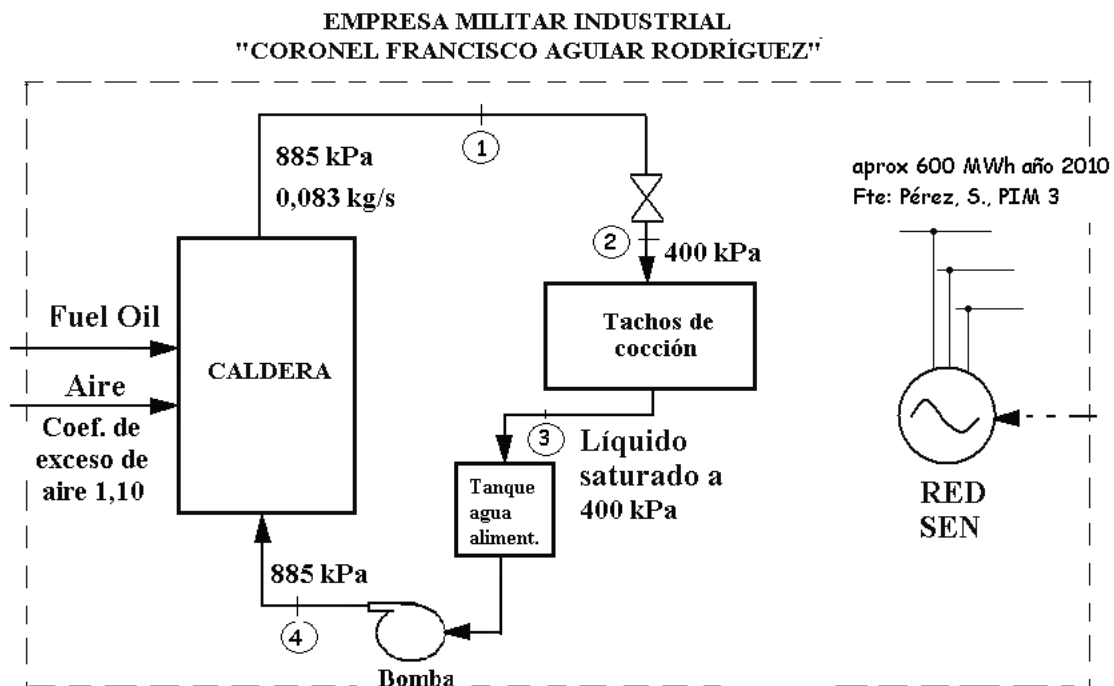 EMPRESA MILITAR INDUSTRIAL
"CORONEL FRANCISCO AGUIAR RODRÍGUEZ"
1
885 kPa
0,083 kg/s
aprox 600 MWh año 2010
Fte: Pérez, S., PIM 3
2
400 kPa
Fuel Oil
Tachos de
cocción
CALDERA
Aire
Coef. de
exceso de
aire 1,10
3
Líquido
saturado a
400 kPa
Tanque
agua
aliment.
RED
SEN
885 kPa
4
Bomba